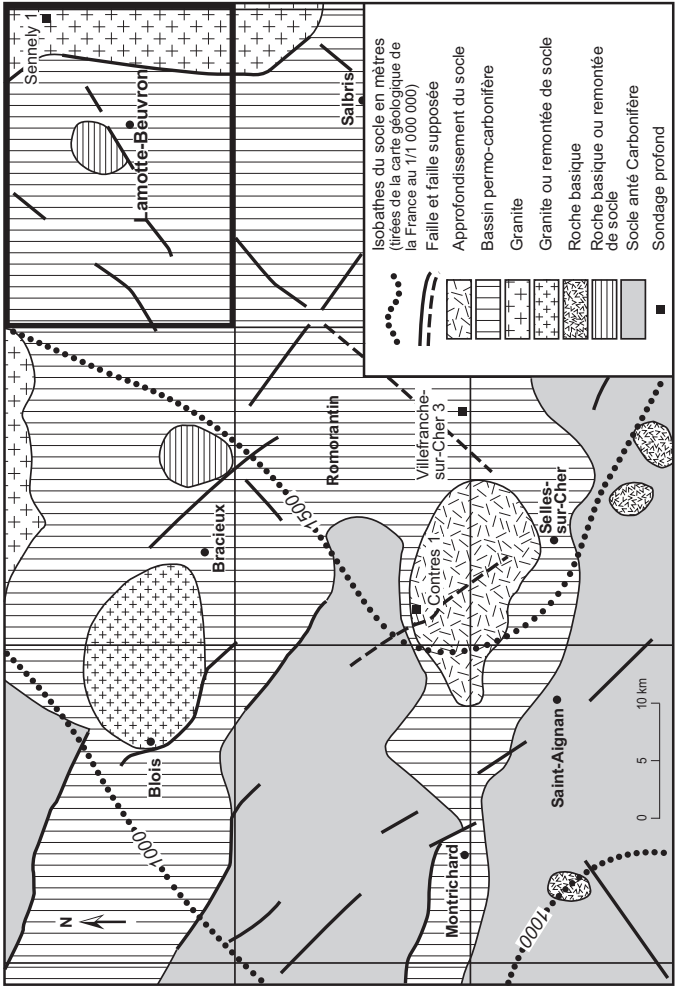 Sennely 1
Lamotte-Beuvron
Salbris
Romorantin
Villefranche-
sur-Cher 3
Bracieux
1500
Contres 1
Selles-
sur-Cher
Blois
1000
N
Saint-Aignan
Montrichard
1000
0 5 10 km
Isobathes du socle en mètres
(tirées de la carte géologique de
la France au 1/1 000 000)
Faille et faille supposée
Approfondissement du socle
Bassin permo-carbonifère
Granite
Granite ou remontée de socle
Roche basique
Roche basique ou remontée
de socle
Socle anté Carbonifère
Sondage profond